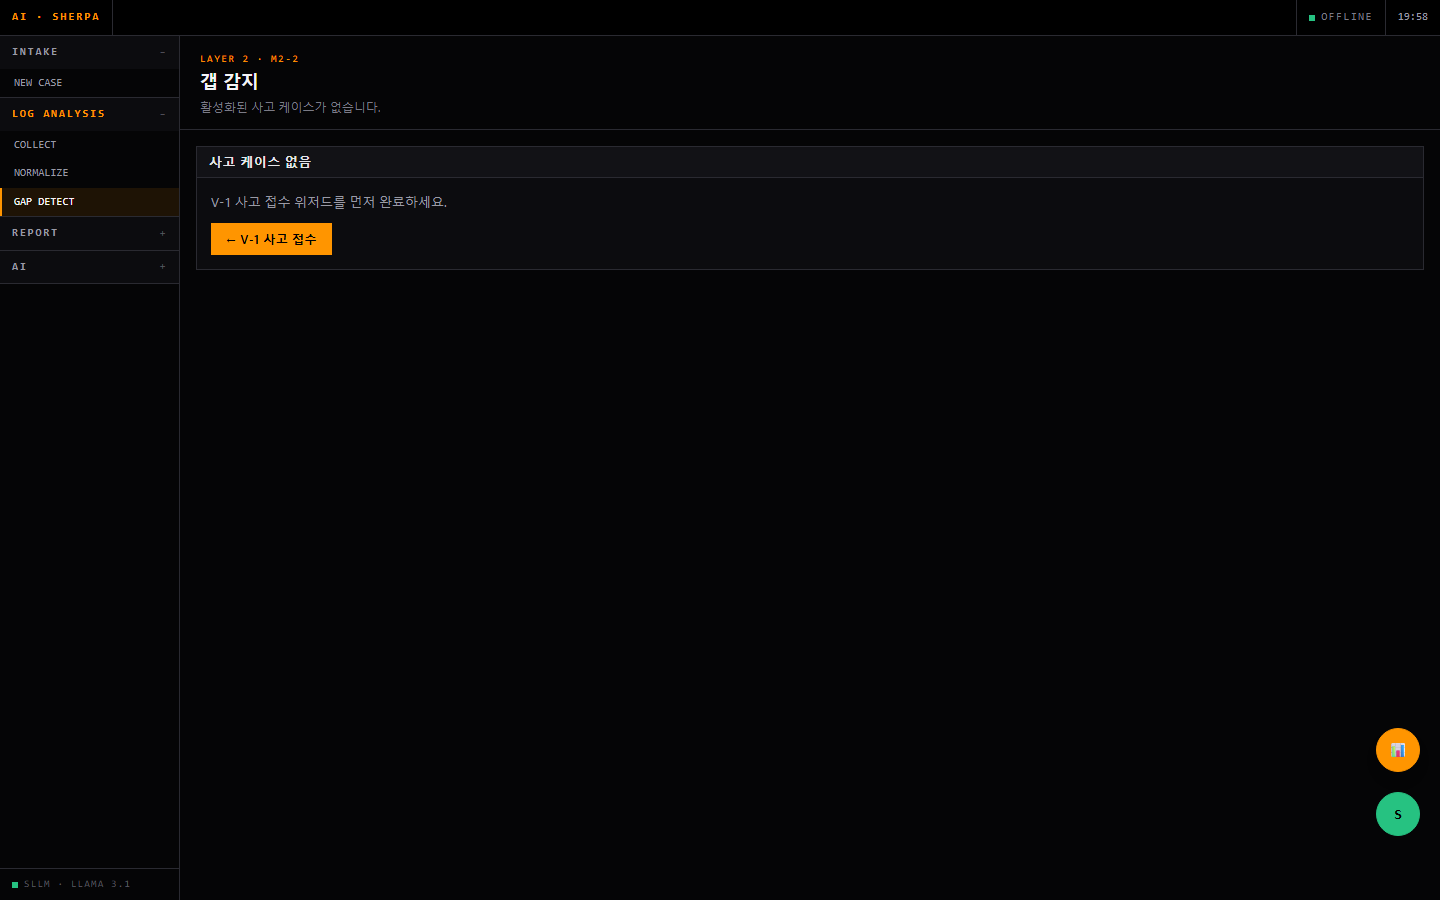 AI · SHERPA
OFFLINE
19:58
INTAKE −
NEW CASE
LOG ANALYSIS −
COLLECT
NORMALIZE
GAP DETECT
REPORT +
AI +
SLLM · LLAMA 3.1
LAYER 2 · M2-2
갭 감지
활성화된 사고 케이스가 없습니다.
사고 케이스 없음
V-1 사고 접수 위저드를 먼저 완료하세요.
← V-1 사고 접수
S